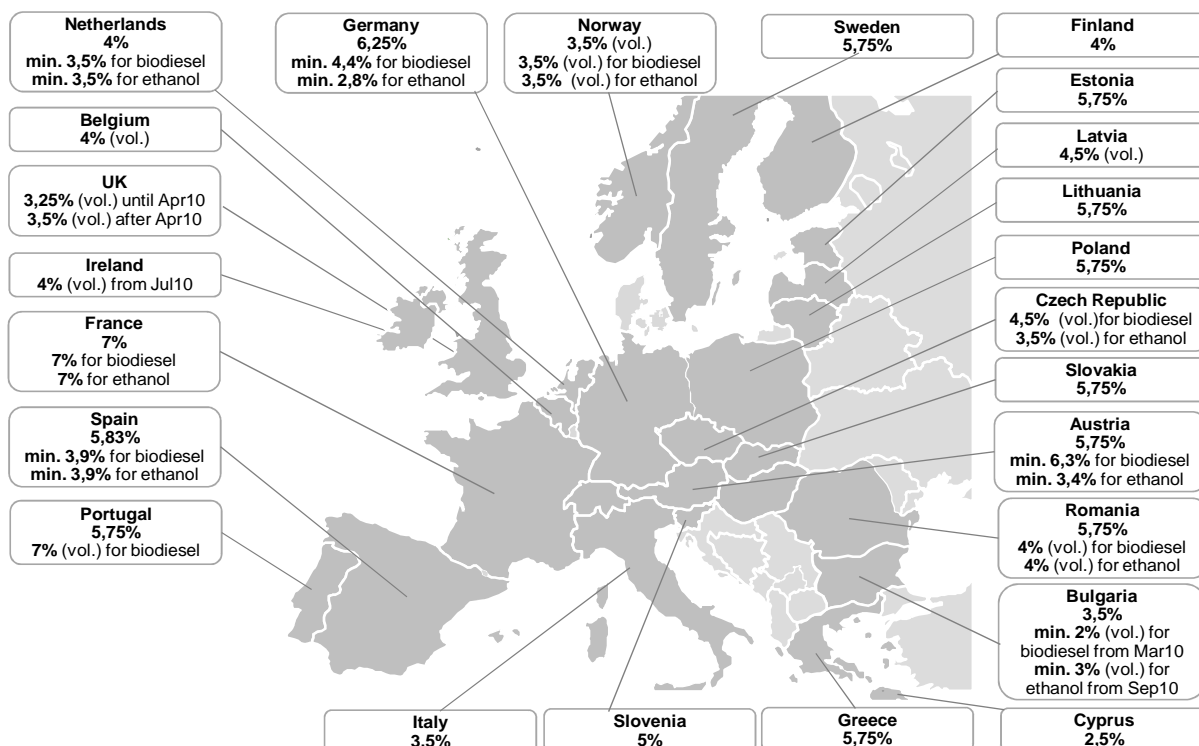 Netherlands
4%
min. 3,5% for biodiesel
min. 3,5% for ethanol
Germany
6,25%
min. 4,4% for biodiesel
min. 2,8% for ethanol
Norway
3,5% (vol.)
3,5% (vol.) for biodiesel
3,5% (vol.) for ethanol
Sweden
5,75%
Finland
4%
Belgium
4% (vol.)
UK
3,25% (vol.) until Apr10
3,5% (vol.) after Apr10
Ireland
4% (vol.) from Jul10
France
7%
7% for biodiesel
7% for ethanol
Spain
5,83%
min. 3,9% for biodiesel
min. 3,9% for ethanol
Portugal
5,75%
7% (vol.) for biodiesel
Estonia
5,75%
Latvia
4,5% (vol.)
Lithuania
5,75%
Poland
5,75%
Czech Republic
4,5% (vol.)for biodiesel
3,5% (vol.) for ethanol
Slovakia
5,75%
Austria
5,75%
min. 6,3% for biodiesel
min. 3,4% for ethanol
Romania
5,75%
4% (vol.) for biodiesel
4% (vol.) for ethanol
Bulgaria
3,5%
min. 2% (vol.) for
biodiesel from Mar10
min. 3% (vol.) for
ethanol from Sep10
Italy
3.5%
Slovenia
5%
Greece
5,75%
Cyprus
2.5%